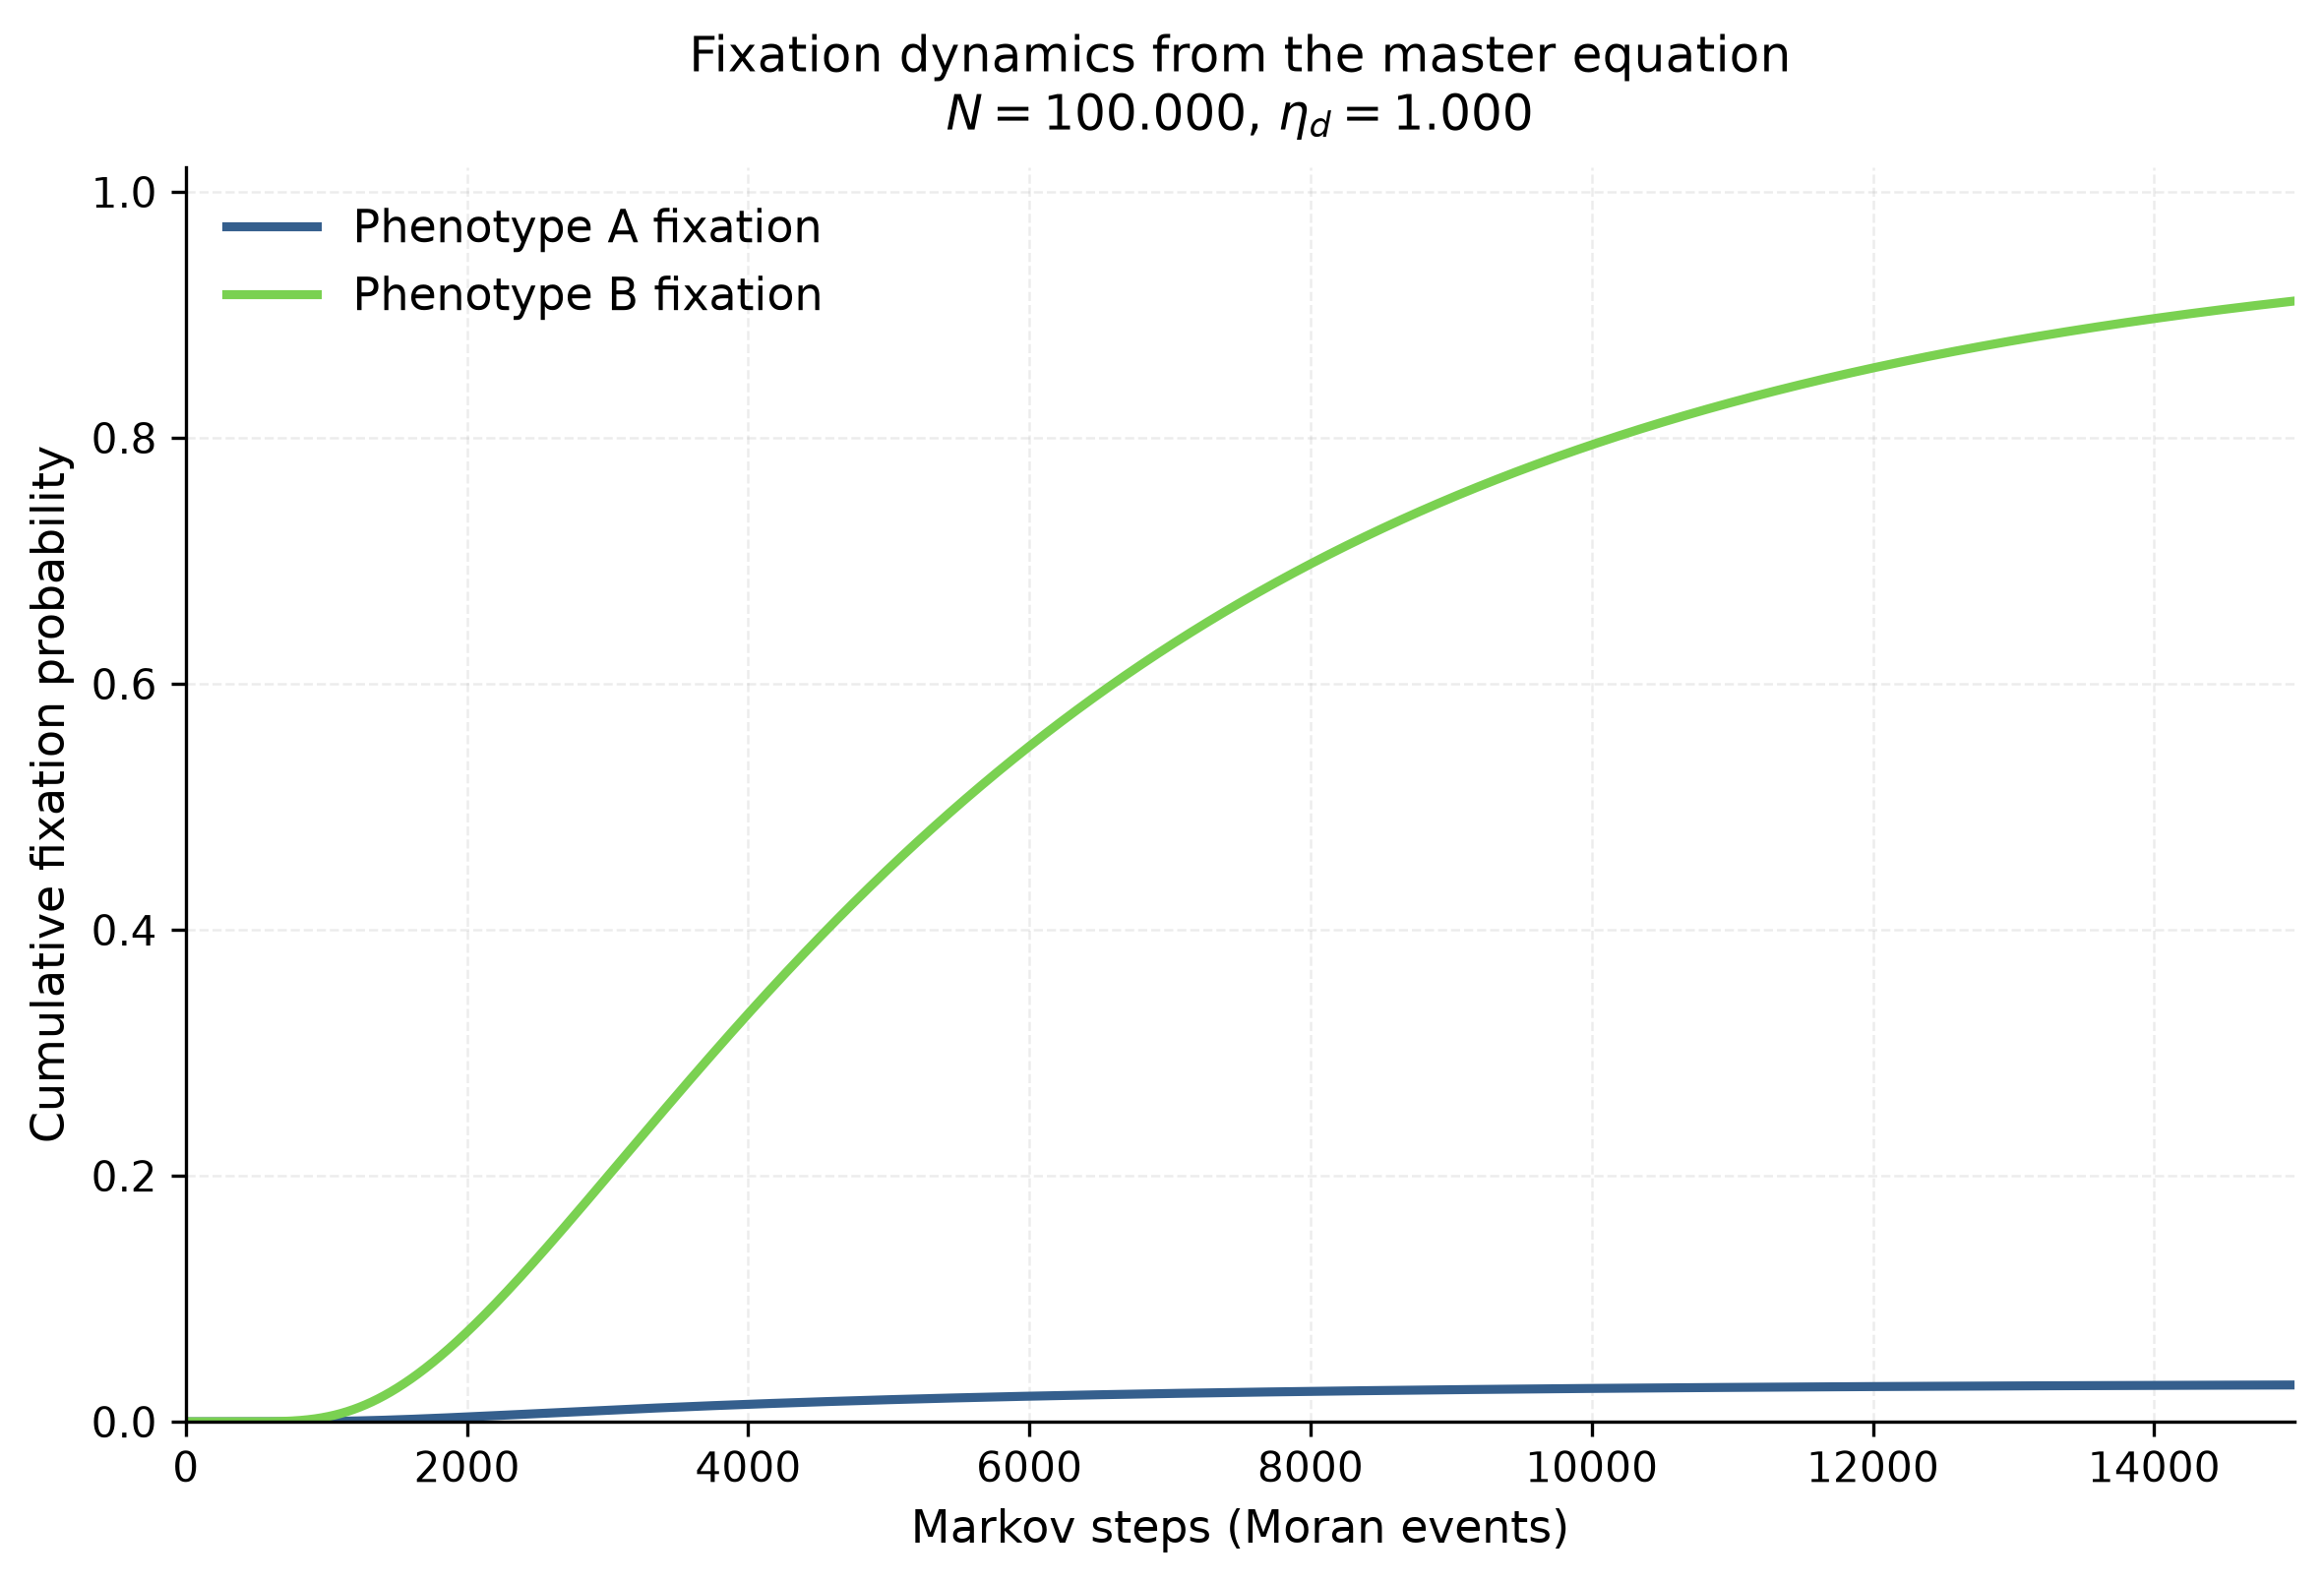 Fixation dynamics from the master equation
N = 100.000, η_d = 1.000
1.0
0.8
0.6
0.4
0.2
0.0
Cumulative fixation probability
Phenotype A fixation
Phenotype B fixation
0 2000 4000 6000 8000 10000 12000 14000
Markov steps (Moran events)